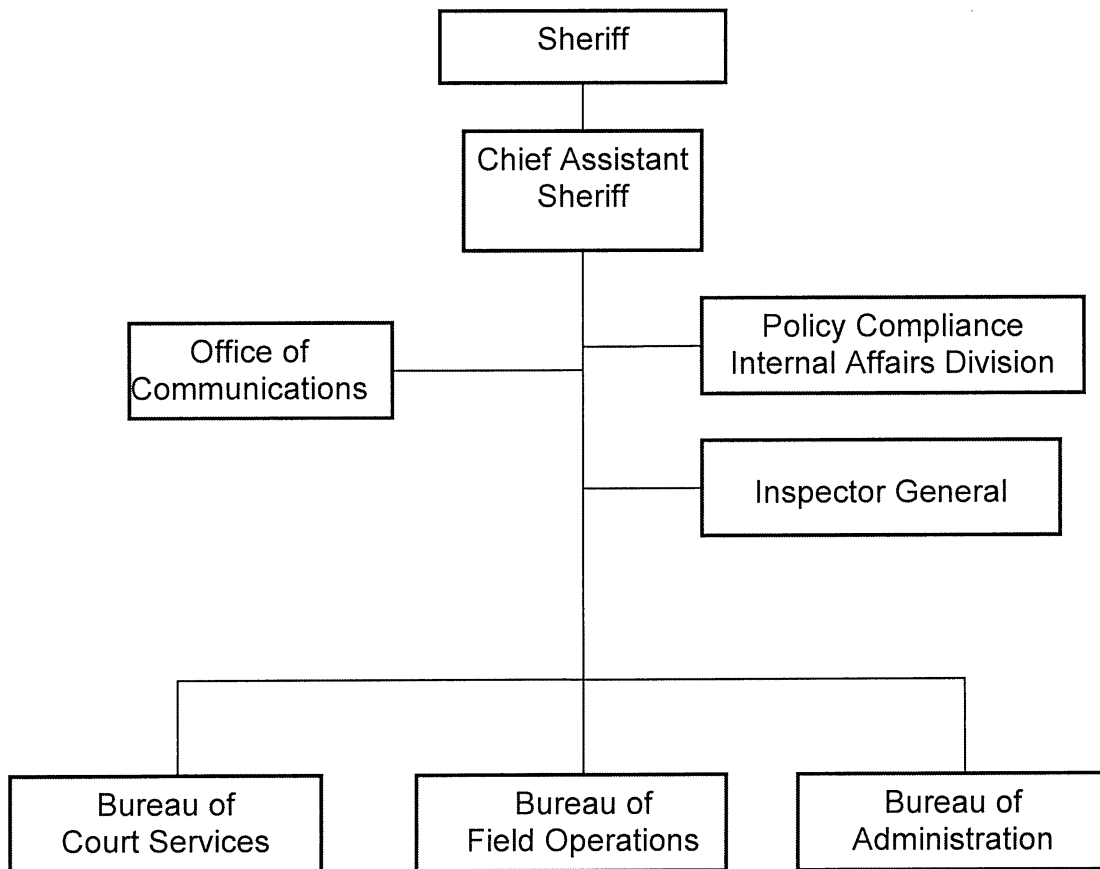 Sheriff
Chief Assistant
Sheriff
Office of
Communications
Policy Compliance
Internal Affairs Division
Inspector General
Bureau of
Court Services
Bureau of
Field Operations
Bureau of
Administration